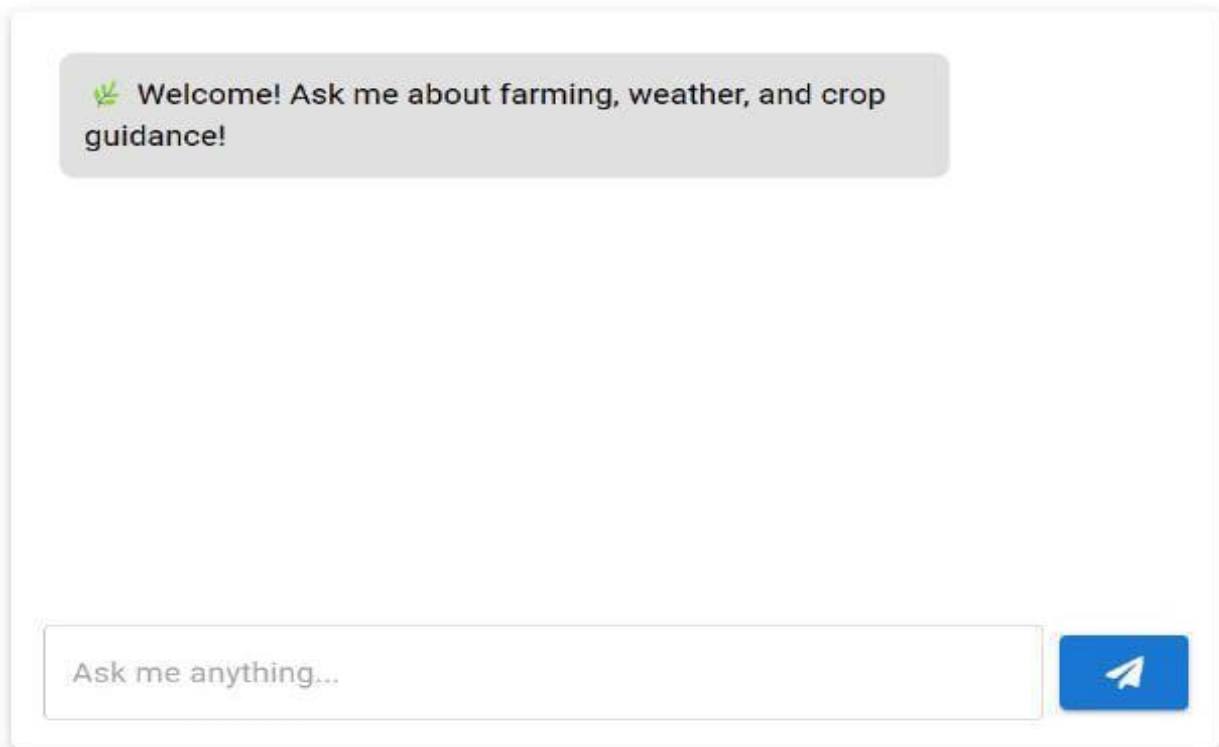 🌿 Welcome! Ask me about farming, weather, and crop
guidance!
Ask me anything...